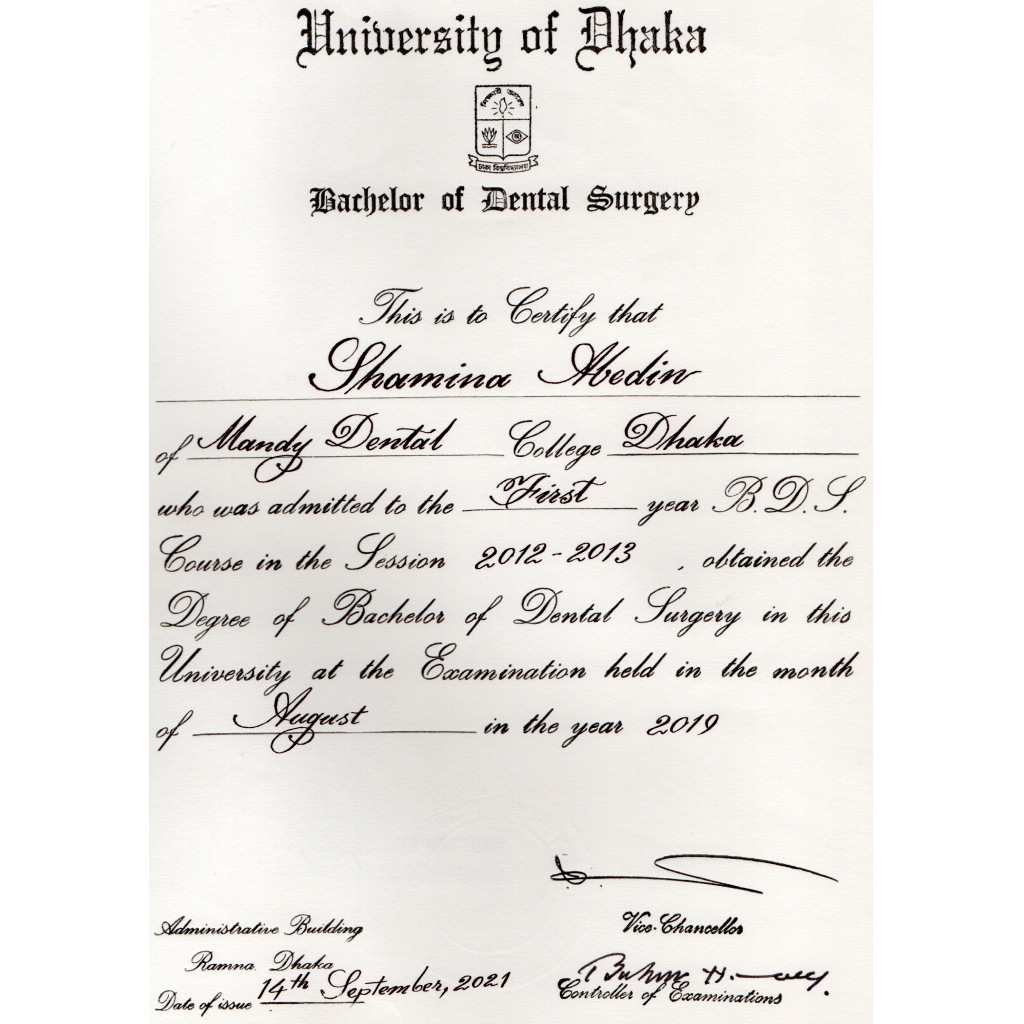 University of Dhaka
শিক্ষাই আলো
ঢাকা বিশ্ববিদ্যালয়
Bachelor of Dental Surgery
This is to Certify that
Shamina Abedin
of Mandy Dental College Dhaka
who was admitted to the First year B.D.S.
Course in the Session 2012-2013, obtained the
Degree of Bachelor of Dental Surgery in this
University at the Examination held in the month
of August in the year 2019
Vice-Chancellor
Administrative Building
Ramna, Dhaka
Date of issue 14th September, 2021
Controller of Examinations